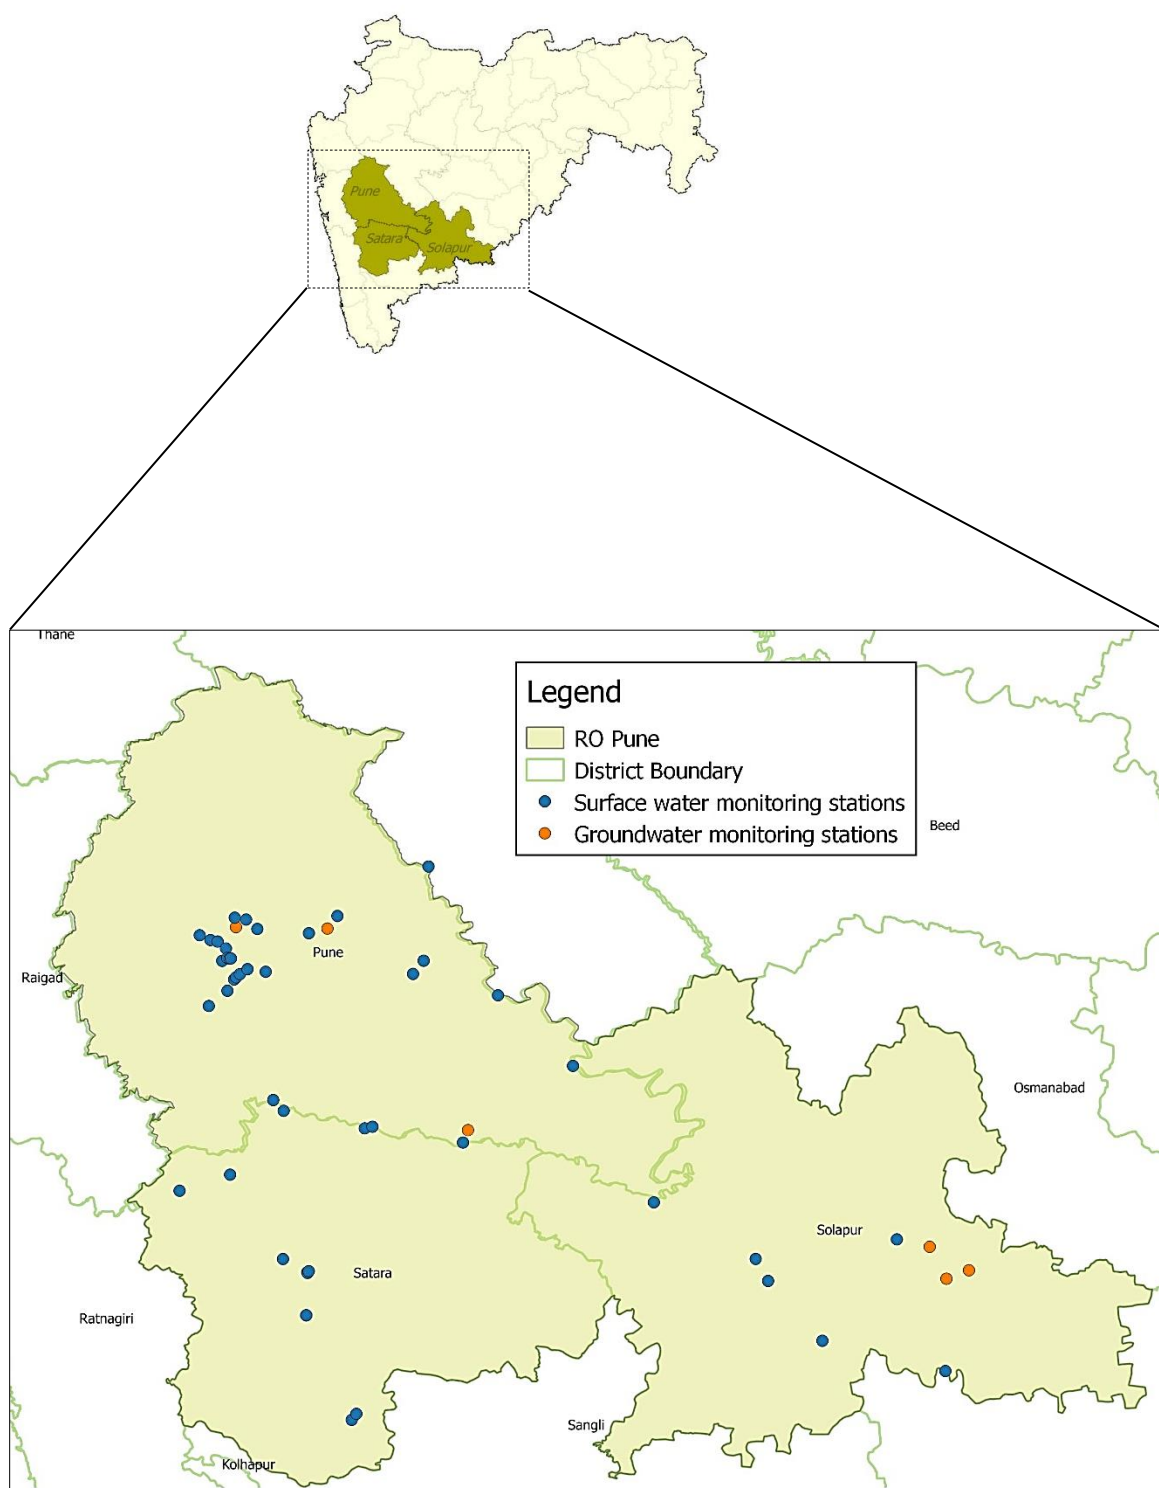 Pune
Satara
Solapur
Thane
Legend
RO Pune
District Boundary
Surface water monitoring stations
Groundwater monitoring stations
Beed
Pune
Raigad
Osmanabad
Solapur
Satara
Ratnagiri
Sangli
Kolhapur